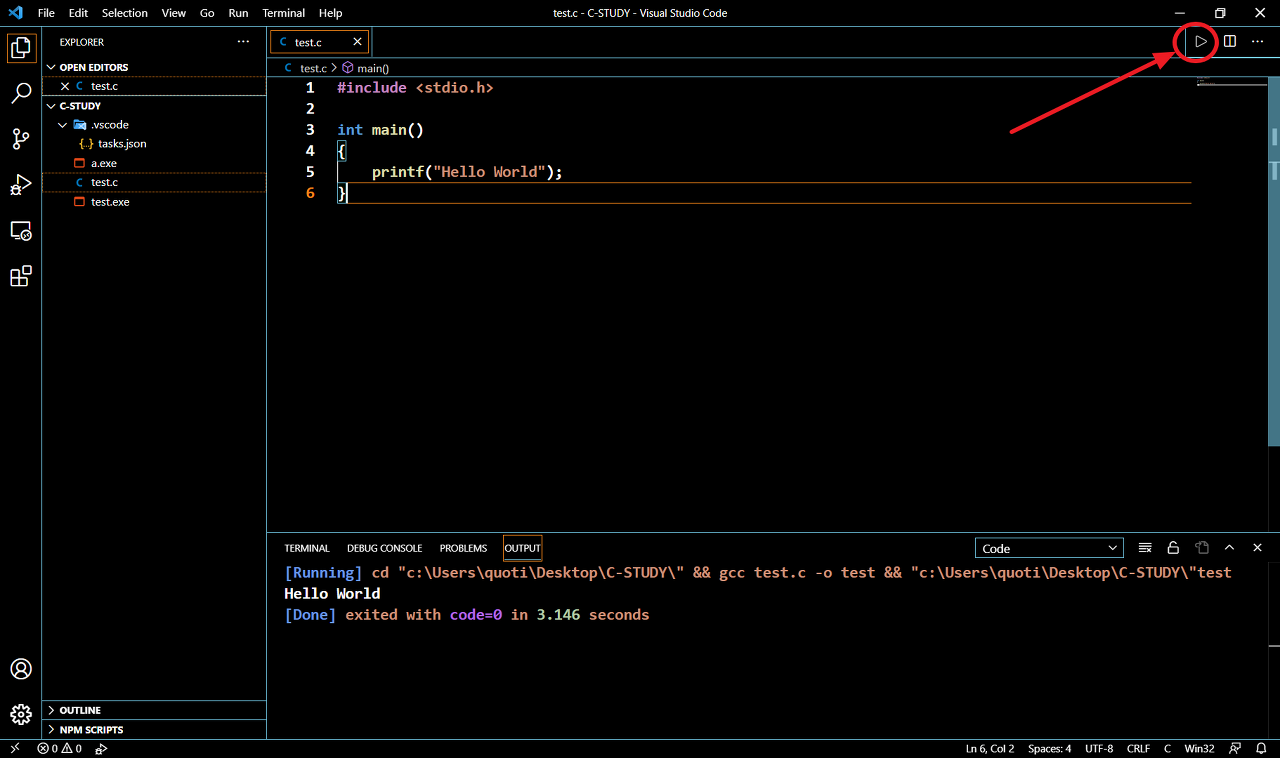 File Edit Selection View Go Run Terminal Help
test.c - C-STUDY - Visual Studio Code
EXPLORER
OPEN EDITORS
test.c
C-STUDY
.vscode
tasks.json
a.exe
test.c
test.exe
OUTLINE
NPM SCRIPTS
test.c
test.c > main()
1 #include <stdio.h>
2
3 int main()
4 {
5 printf("Hello World");
6 }
TERMINAL DEBUG CONSOLE PROBLEMS OUTPUT
Code
[Running] cd "c:\Users\quoti\Desktop\C-STUDY\" && gcc test.c -o test && "c:\Users\quoti\Desktop\C-STUDY\"test
Hello World
[Done] exited with code=0 in 3.146 seconds
0 0
Ln 6, Col 2 Spaces: 4 UTF-8 CRLF C Win32